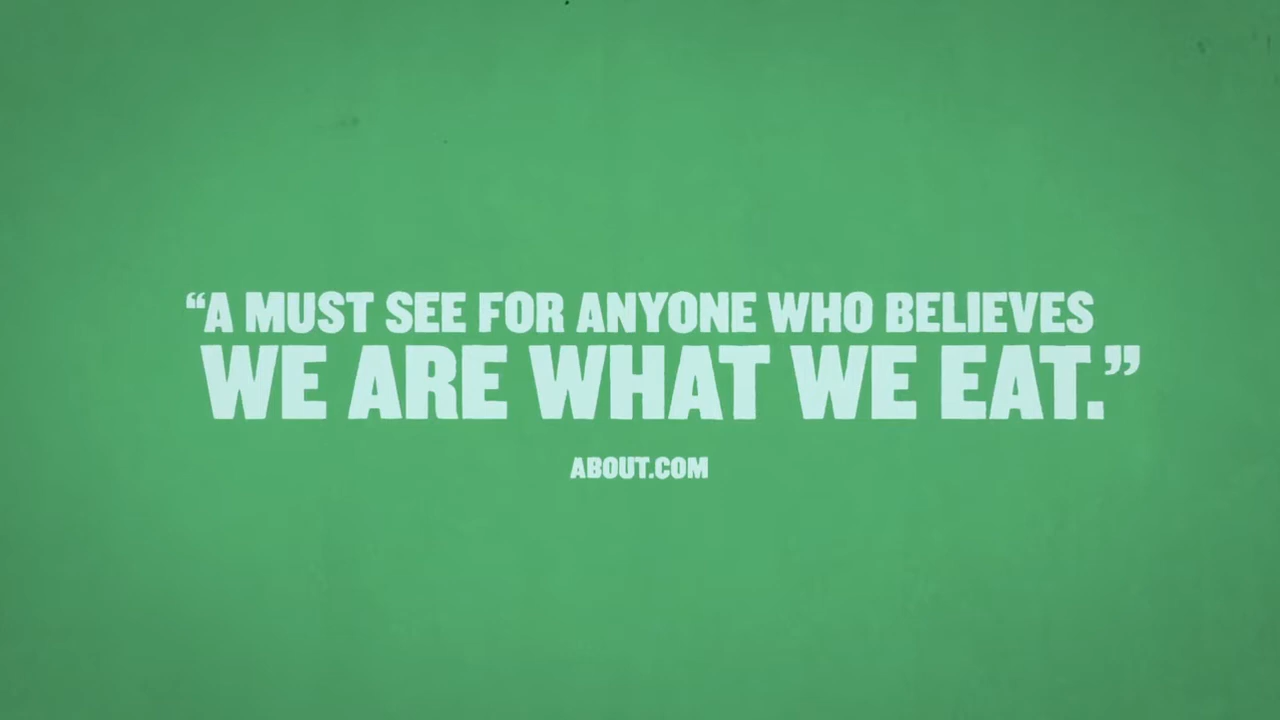 “A MUST SEE FOR ANYONE WHO BELIEVES
WE ARE WHAT WE EAT.”
ABOUT.COM